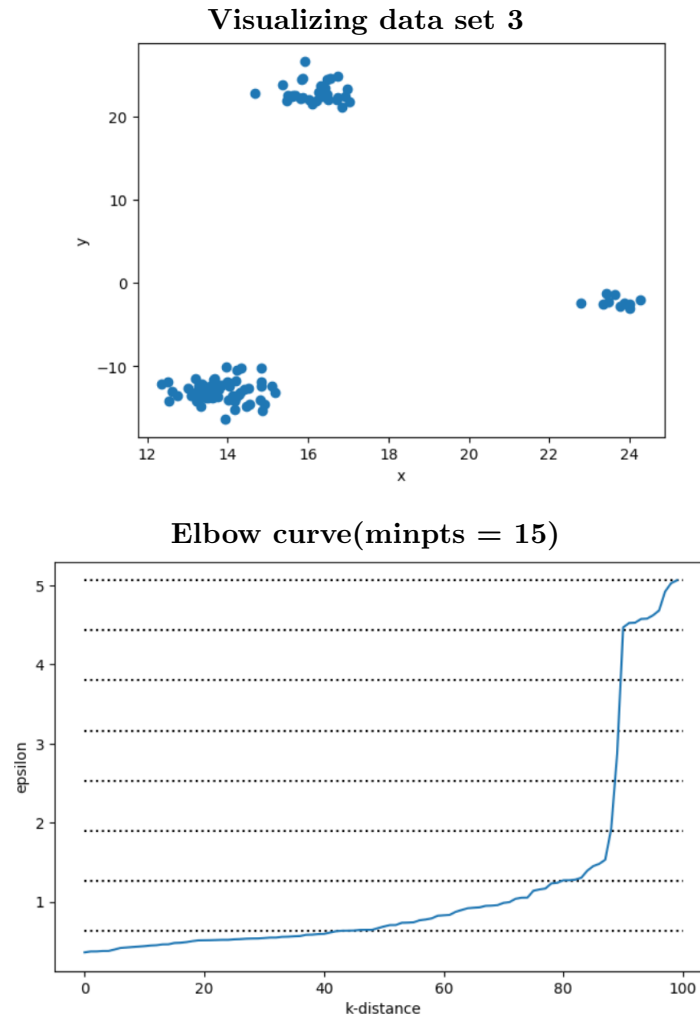 Visualizing data set 3
20
10
0
−10
y
12 14 16 18 20 22 24
x
Elbow curve(minpts = 15)
5
4
3
2
1
epsilon
0 20 40 60 80 100
k-distance